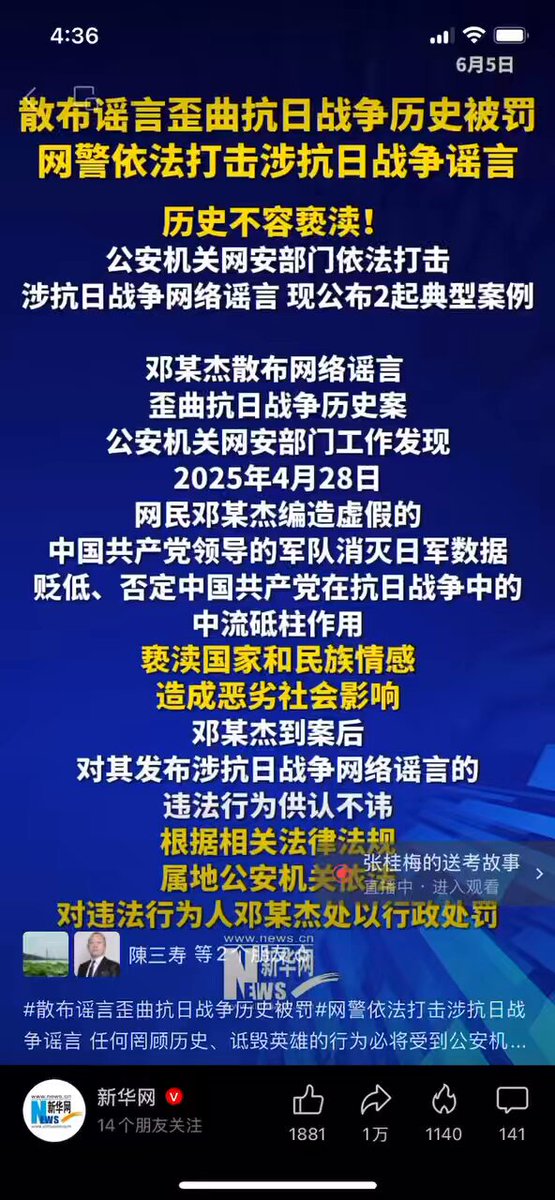 4:36
6月5日
散布谣言歪曲抗日战争历史被罚
网警依法打击涉抗日战争谣言
历史不容亵渎！
公安机关网安部门依法打击
涉抗日战争网络谣言 现公布2起典型案例
邓某杰散布网络谣言
歪曲抗日战争历史案
公安机关网安部门工作发现
2025年4月28日
网民邓某杰编造虚假的
中国共产党领导的军队消灭日军数据
贬低、否定中国共产党在抗日战争中的
中流砥柱作用
亵渎国家和民族情感
造成恶劣社会影响
邓某杰到案后
对其发布涉抗日战争网络谣言的
违法行为供认不讳
根据相关法律法规
属地公安机关依法
张桂梅的送考故事
直播中 · 进入观看
对违法行为人邓某杰处以行政处罚
www.news.cn
新华网
NEWS
陳三寿 等2个朋友
#散布谣言歪曲抗日战争历史被罚#网警依法打击涉抗日战
争谣言 任何罔顾历史、诋毁英雄的行为必将受到公安机...
www.news.cn
新华网
NEWS
新华网
14个朋友关注
1881
1万
1140
141